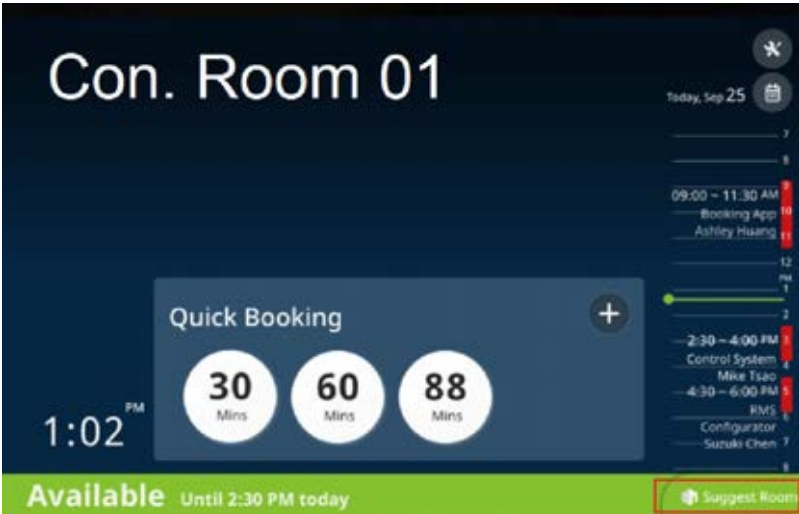 Con. Room 01
Today, Sep 25
7
8
9
09:00 ~ 11:30 AM
10
Booking App
Ashley Huang
11
12
PM
1
2
Quick Booking
+
2:30 ~ 4:00 PM
3
Control System
4
Mike Tsao
4:30 ~ 6:00 PM
5
RMS
6
Configurator
Suzuki Chen
7
8
30
Mins
60
Mins
88
Mins
1:02 PM
Available Until 2:30 PM today
Suggest Room